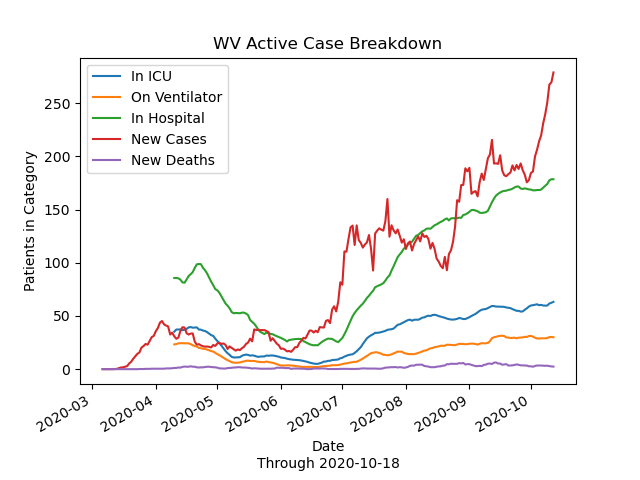 WV Active Case Breakdown
In ICU
On Ventilator
In Hospital
New Cases
New Deaths
Patients in Category
250
200
150
100
50
0
2020-03
2020-04
2020-05
2020-06
2020-07
2020-08
2020-09
2020-10
Date
Through 2020-10-18